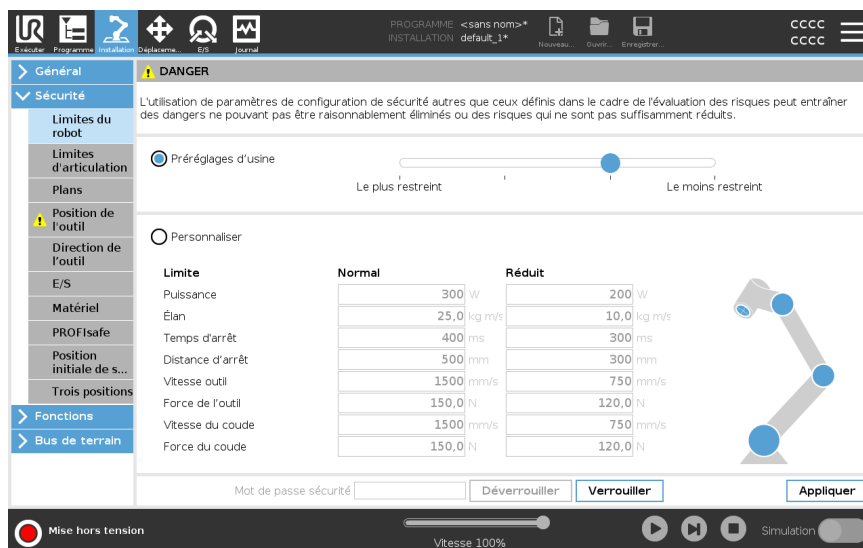 PROGRAMME <sans nom>*
INSTALLATION default_1*
CCCC
CCCC
Exécuter Programme Installation Déplaceme... E/S Journal Nouveau... Ouvrir... Enregistrer...
Général
Sécurité
Limites du
robot
Limites
d'articulation
Plans
Position de
l'outil
Direction de
l'outil
E/S
Matériel
PROFIsafe
Position
initiale de s...
Trois positions
Fonctions
Bus de terrain
DANGER
L'utilisation de paramètres de configuration de sécurité autres que ceux définis dans le cadre de l'évaluation des risques peut entraîner
des dangers ne pouvant pas être raisonnablement éliminés ou des risques qui ne sont pas suffisamment réduits.
Préréglages d'usine
Le plus restreint Le moins restreint
Personnaliser
Limite Normal Réduit
Puissance 300 W 200 W
Élan 25,0 kg m/s 10,0 kg m/s
Temps d'arrêt 400 ms 300 ms
Distance d'arrêt 500 mm 300 mm
Vitesse outil 1500 mm/s 750 mm/s
Force de l'outil 150,0 N 120,0 N
Vitesse du coude 1500 mm/s 750 mm/s
Force du coude 150,0 N 120,0 N
Mot de passe sécurité Déverrouiller Verrouiller Appliquer
Mise hors tension
Vitesse 100%
Simulation